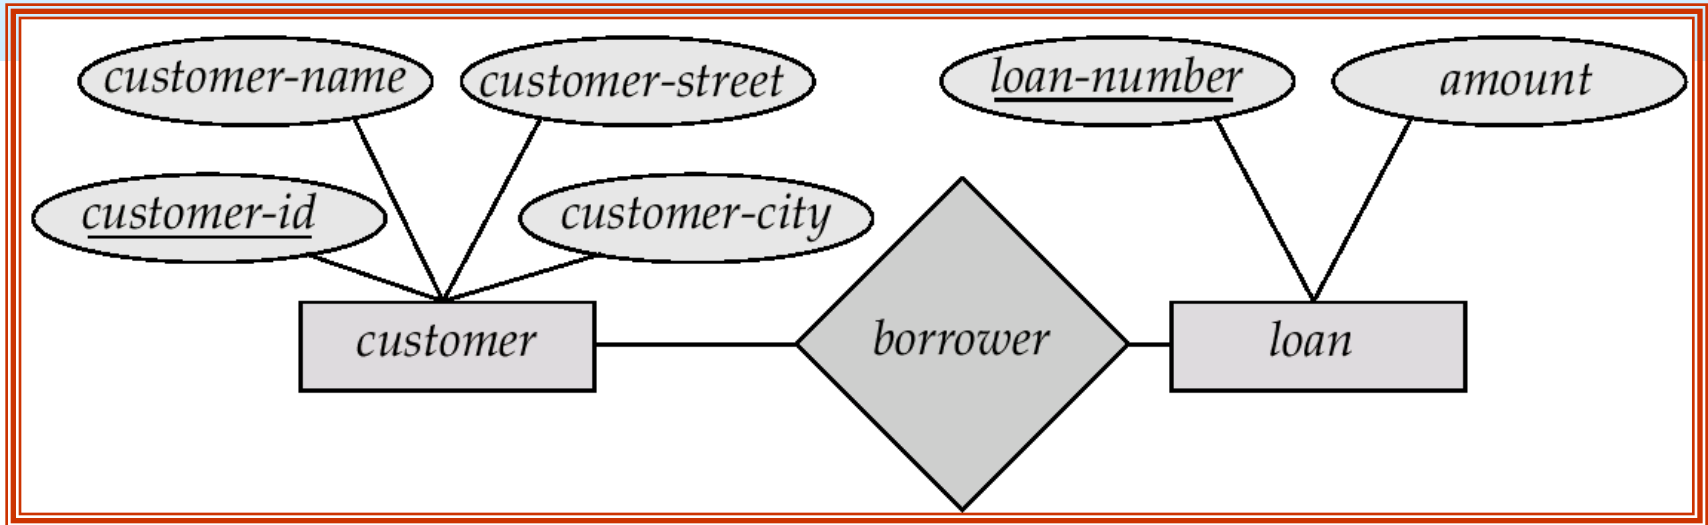 customer-name
customer-street
loan-number
amount
customer-id
customer-city
customer
borrower
loan